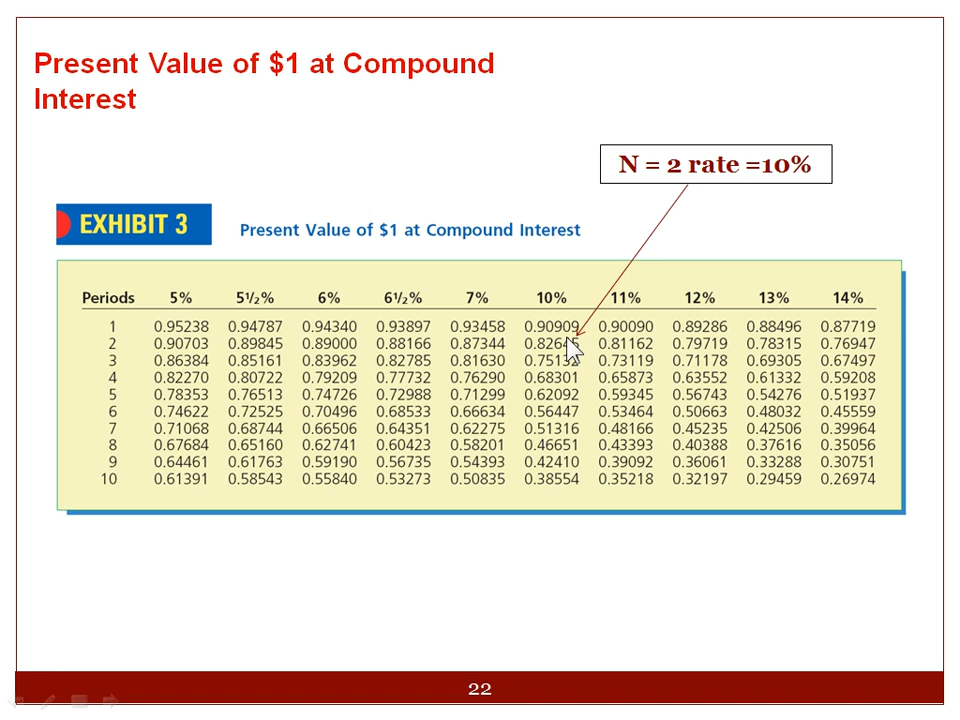 Present Value of $1 at Compound
Interest
N = 2 rate =10%
EXHIBIT 3 Present Value of $1 at Compound Interest
Periods 5% 5½% 6% 6½% 7% 10% 11% 12% 13% 14%
1 0.95238 0.94787 0.94340 0.93897 0.93458 0.90909 0.90090 0.89286 0.88496 0.87719
2 0.90703 0.89845 0.89000 0.88166 0.87344 0.82645 0.81162 0.79719 0.78315 0.76947
3 0.86384 0.85161 0.83962 0.82785 0.81630 0.75132 0.73119 0.71178 0.69305 0.67497
4 0.82270 0.80722 0.79209 0.77732 0.76290 0.68301 0.65873 0.63552 0.61332 0.59208
5 0.78353 0.76513 0.74726 0.72988 0.71299 0.62092 0.59345 0.56743 0.54276 0.51937
6 0.74622 0.72525 0.70496 0.68533 0.66634 0.56447 0.53464 0.50663 0.48032 0.45559
7 0.71068 0.68744 0.66506 0.64351 0.62275 0.51316 0.48166 0.45235 0.42506 0.39964
8 0.67684 0.65160 0.62741 0.60423 0.58201 0.46651 0.43393 0.40388 0.37616 0.35056
9 0.64461 0.61763 0.59190 0.56735 0.54393 0.42410 0.39092 0.36061 0.33288 0.30751
10 0.61391 0.58543 0.55840 0.53273 0.50835 0.38554 0.35218 0.32197 0.29459 0.26974
22